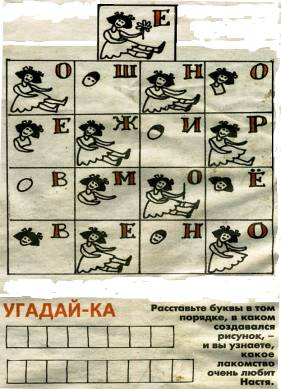 Е
О Ш Н О
Е Ж И Р
В М О Ё
В Е Н О
УГАДАЙ-КА
Расставьте буквы в том
порядке, в каком
создавался
рисунок, –
и вы узнаете,
какое
лакомство
очень любит
Настя.